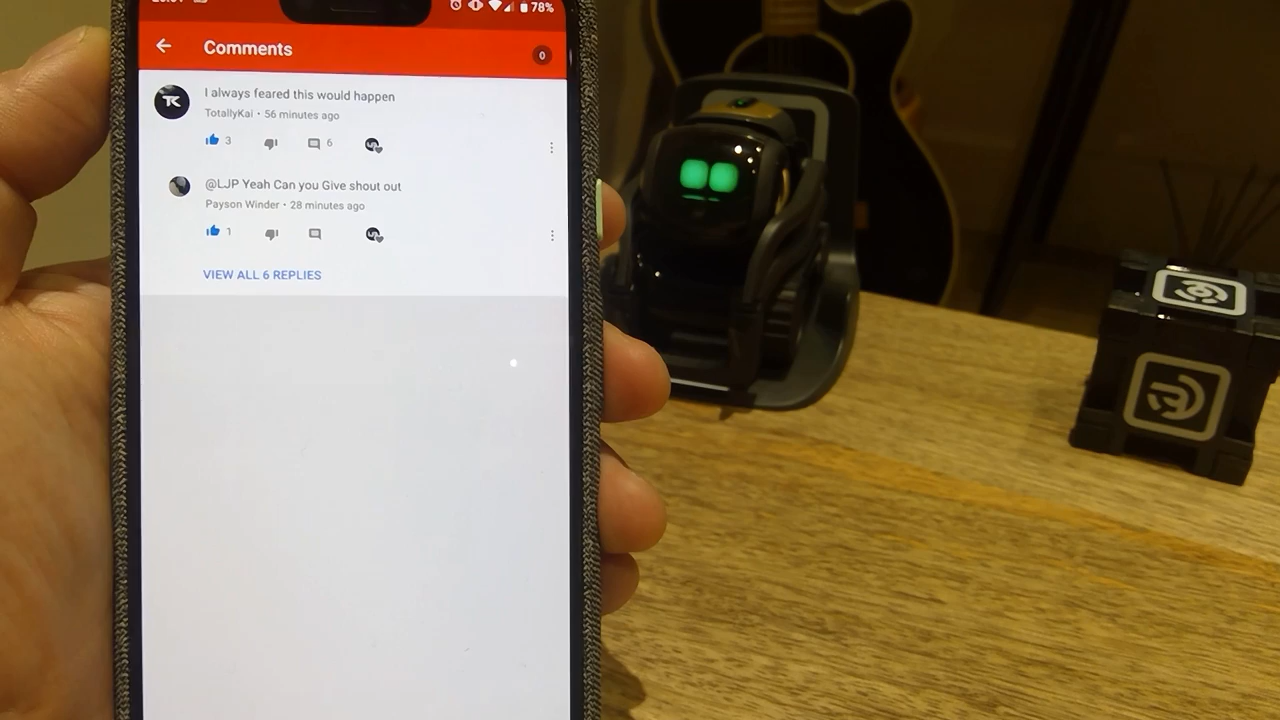 78%
Comments
0
I always feared this would happen
TotallyKai • 56 minutes ago
3
6
@LJP Yeah Can you Give shout out
Payson Winder • 28 minutes ago
1
VIEW ALL 6 REPLIES
TK